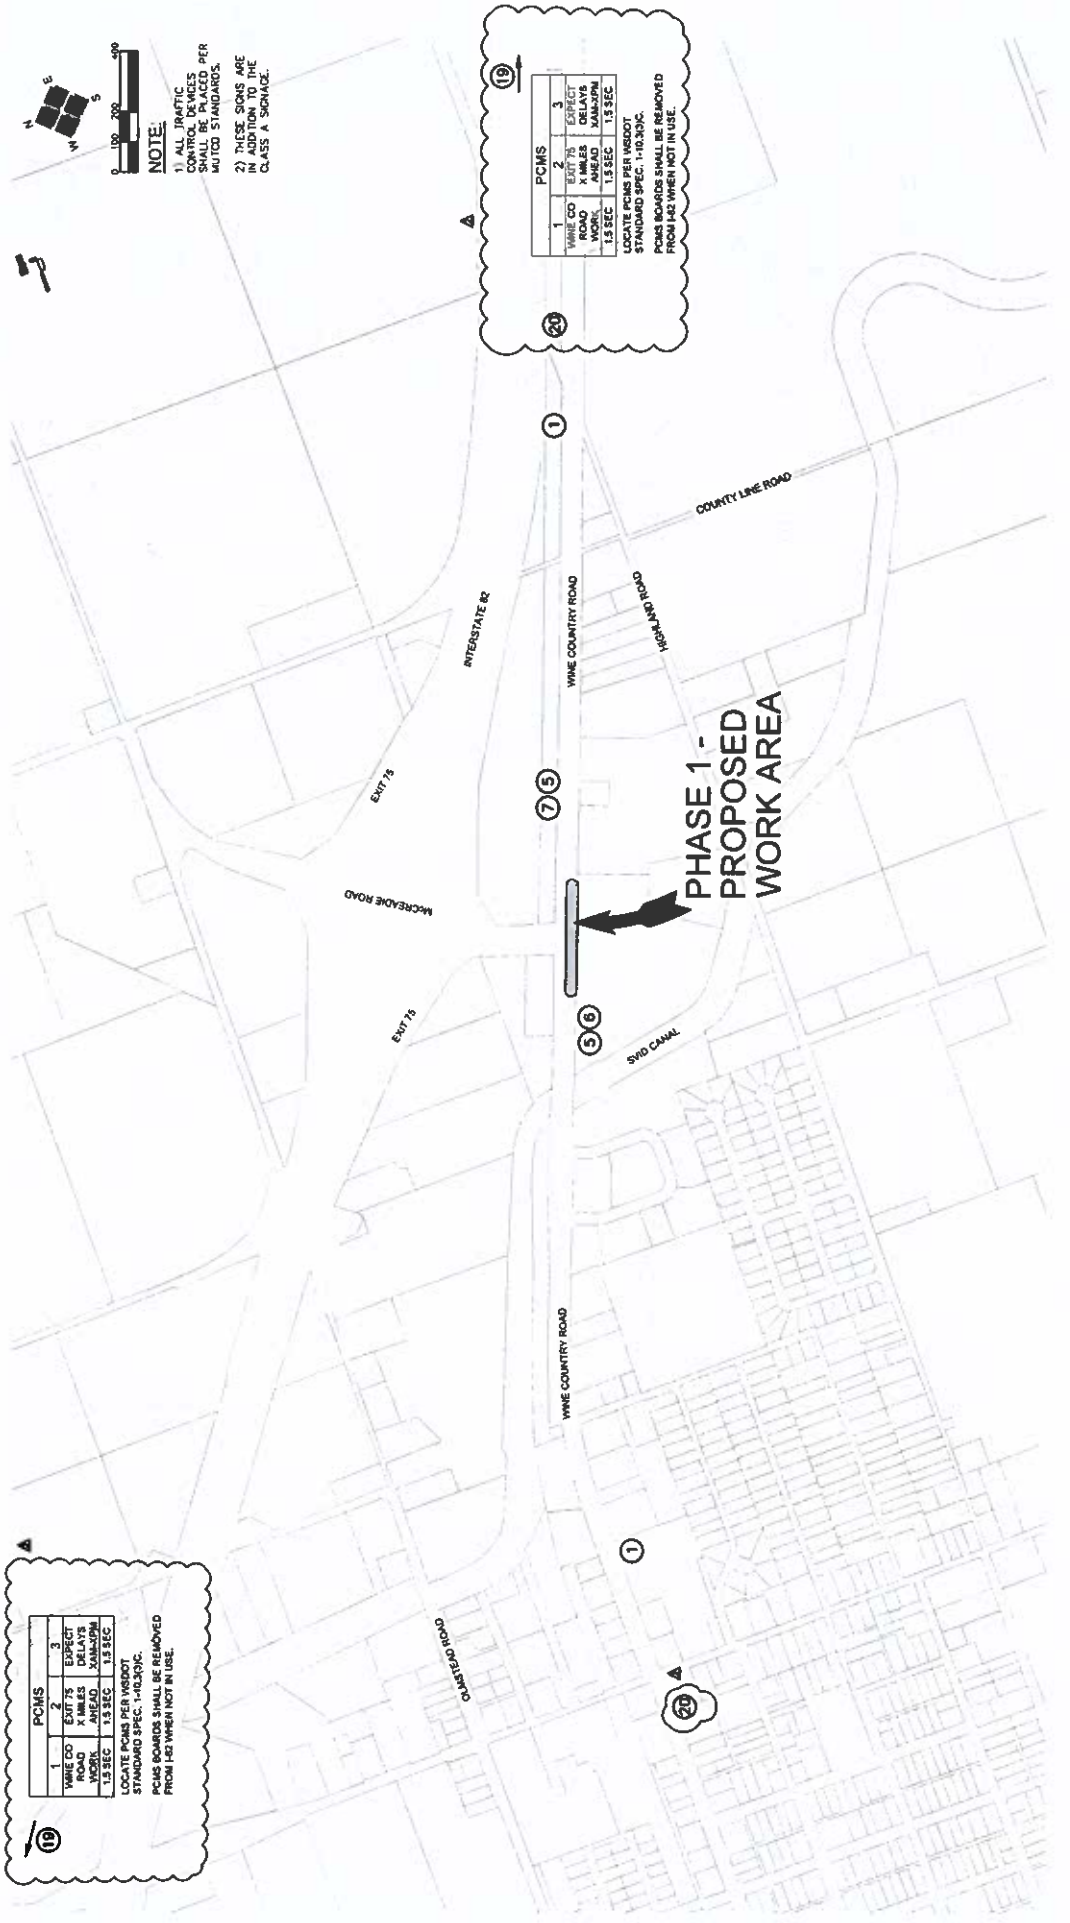 N
E
S
W
0 100 200 400
NOTE:
1) ALL TRAFFIC
CONTROL DEVICES
SHALL BE PLACED PER
MUTCD STANDARDS.
2) THESE SIGNS ARE
IN ADDITION TO THE
CLASS A SIGNAGE.
19
PCMS
1 2 3
WINE CO EXIT 75 EXPECT
ROAD X MILES DELAYS
WORK AHEAD XAM-XPM
1.5 SEC 1.5 SEC 1.5 SEC
LOCATE PCMS PER WSDOT
STANDARD SPEC. 1-10.3(3)C.
PCMS BOARDS SHALL BE REMOVED
FROM I-82 WHEN NOT IN USE.
20
1
COUNTY LINE ROAD
INTERSTATE 82
WINE COUNTRY ROAD
HIGHLAND ROAD
EXIT 75
7 5
McCREADIE ROAD
PHASE 1 -
PROPOSED
WORK AREA
EXIT 75
5 6
SVID CANAL
WINE COUNTRY ROAD
1
OLMSTEAD ROAD
20
19
PCMS
1 2 3
WINE CO EXIT 75 EXPECT
ROAD X MILES DELAYS
WORK AHEAD XAM-XPM
1.5 SEC 1.5 SEC 1.5 SEC
LOCATE PCMS PER WSDOT
STANDARD SPEC. 1-10.3(3)C.
PCMS BOARDS SHALL BE REMOVED
FROM I-82 WHEN NOT IN USE.